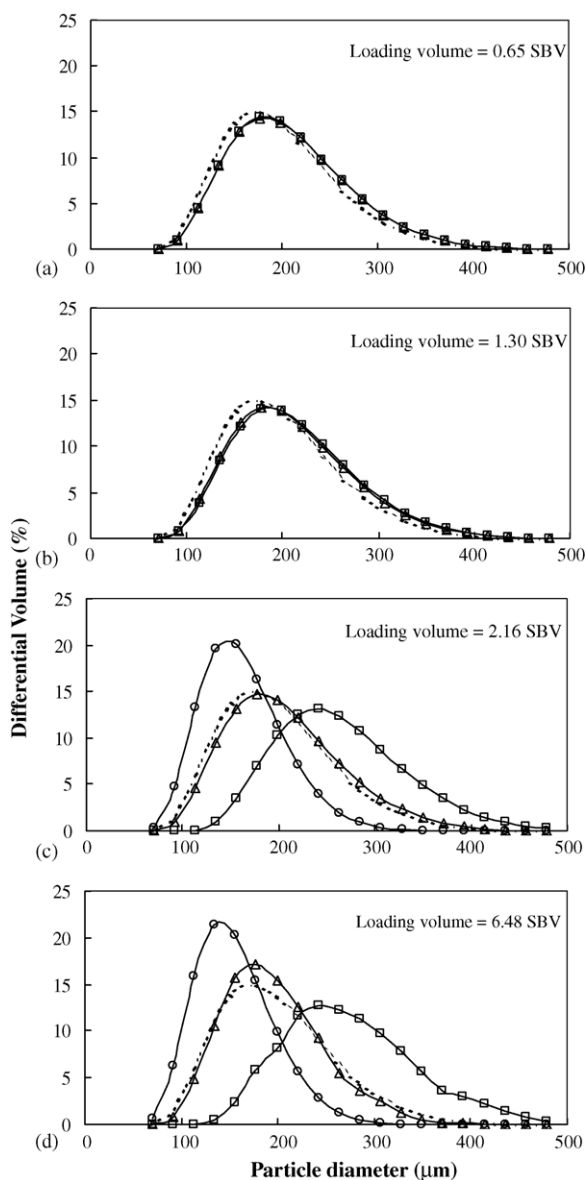 25
Loading volume = 0.65 SBV
20
15
10
5
0
(a)
0 100 200 300 400 500
25
Loading volume = 1.30 SBV
20
15
10
5
0
(b)
0 100 200 300 400 500
Differential Volume (%)
25
Loading volume = 2.16 SBV
20
15
10
5
0
(c)
0 100 200 300 400 500
25
Loading volume = 6.48 SBV
20
15
10
5
0
(d)
0 100 200 300 400 500
Particle diameter (μm)